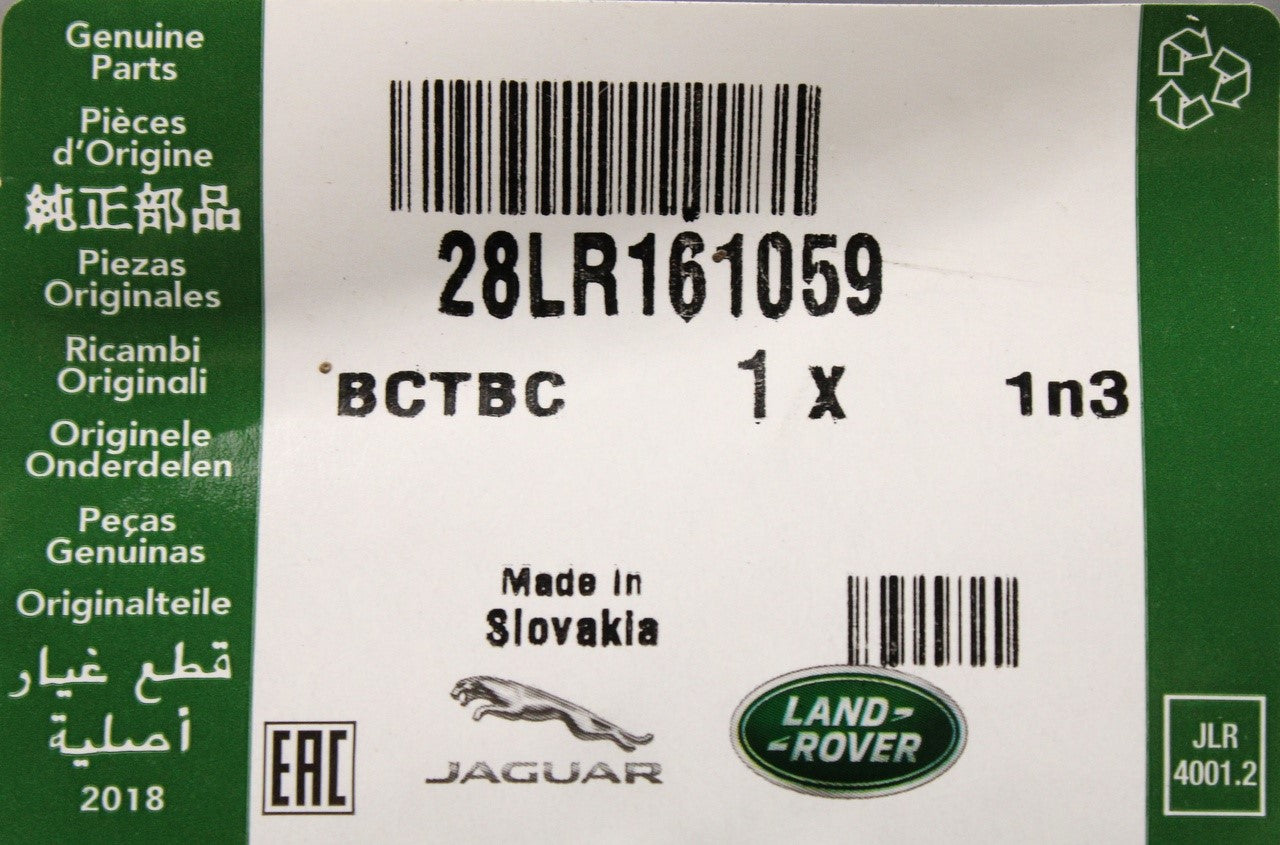 Genuine
Parts
Pièces
d'Origine
純正部品
Piezas
Originales
Ricambi
Originali
Originele
Onderdelen
Peças
Genuinas
Originalteile
قطع غيار
أصلية
2018
28LR161059
BCTBC 1 X 1n3
Made In
Slovakia
EAC
JAGUAR
LAND-
-ROVER
JLR
4001.2